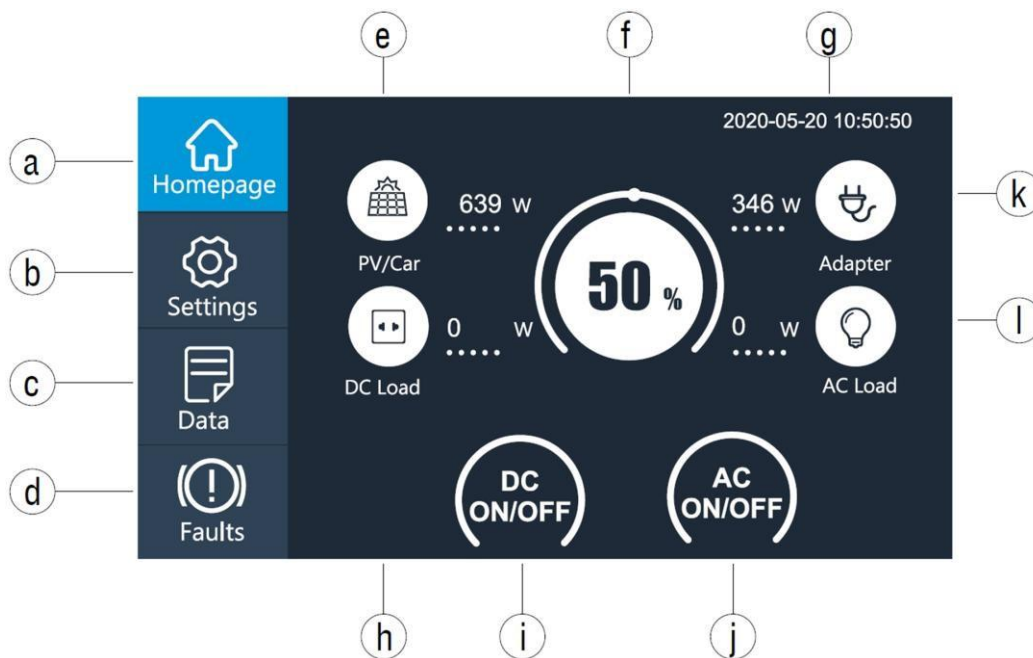 e
f
g
a
Homepage
2020-05-20 10:50:50
639 W
346 W
k
PV/Car
Adapter
b
Settings
50 %
0 W
0 W
l
DC Load
AC Load
c
Data
d
Faults
DC
ON/OFF
AC
ON/OFF
h
i
j